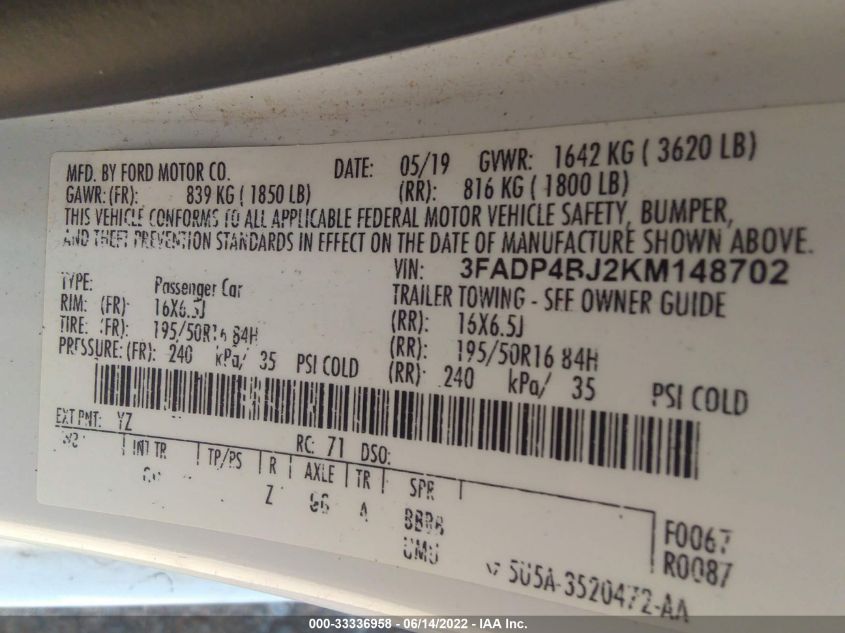 MFD. BY FORD MOTOR CO. DATE: 05/19 GVWR: 1642 KG ( 3620 LB)
GAWR: (FR): 839 KG ( 1850 LB) (RR): 816 KG ( 1800 LB)
THIS VEHICLE CONFORMS TO ALL APPLICABLE FEDERAL MOTOR VEHICLE SAFETY, BUMPER,
AND THEFT PREVENTION STANDARDS IN EFFECT ON THE DATE OF MANUFACTURE SHOWN ABOVE.
VIN: 3FADP4BJ2KM148702
TYPE: Passenger Car TRAILER TOWING - SEE OWNER GUIDE
RIM: (FR): 16X6.5J (RR): 16X6.5J
TIRE: (FR): 195/50R16 84H (RR): 195/50R16 84H
PRESSURE: (FR): 240 kPa/ 35 PSI COLD (RR): 240 kPa/ 35 PSI COLD
EXT PNT: YZ RC: 71 DSO:
INT TR TP/PS R AXLE TR SPR
Z A BBBB F0067
UMU R0087
5U5A-3520472-AA
000-33336958 - 06/14/2022 - IAA Inc.